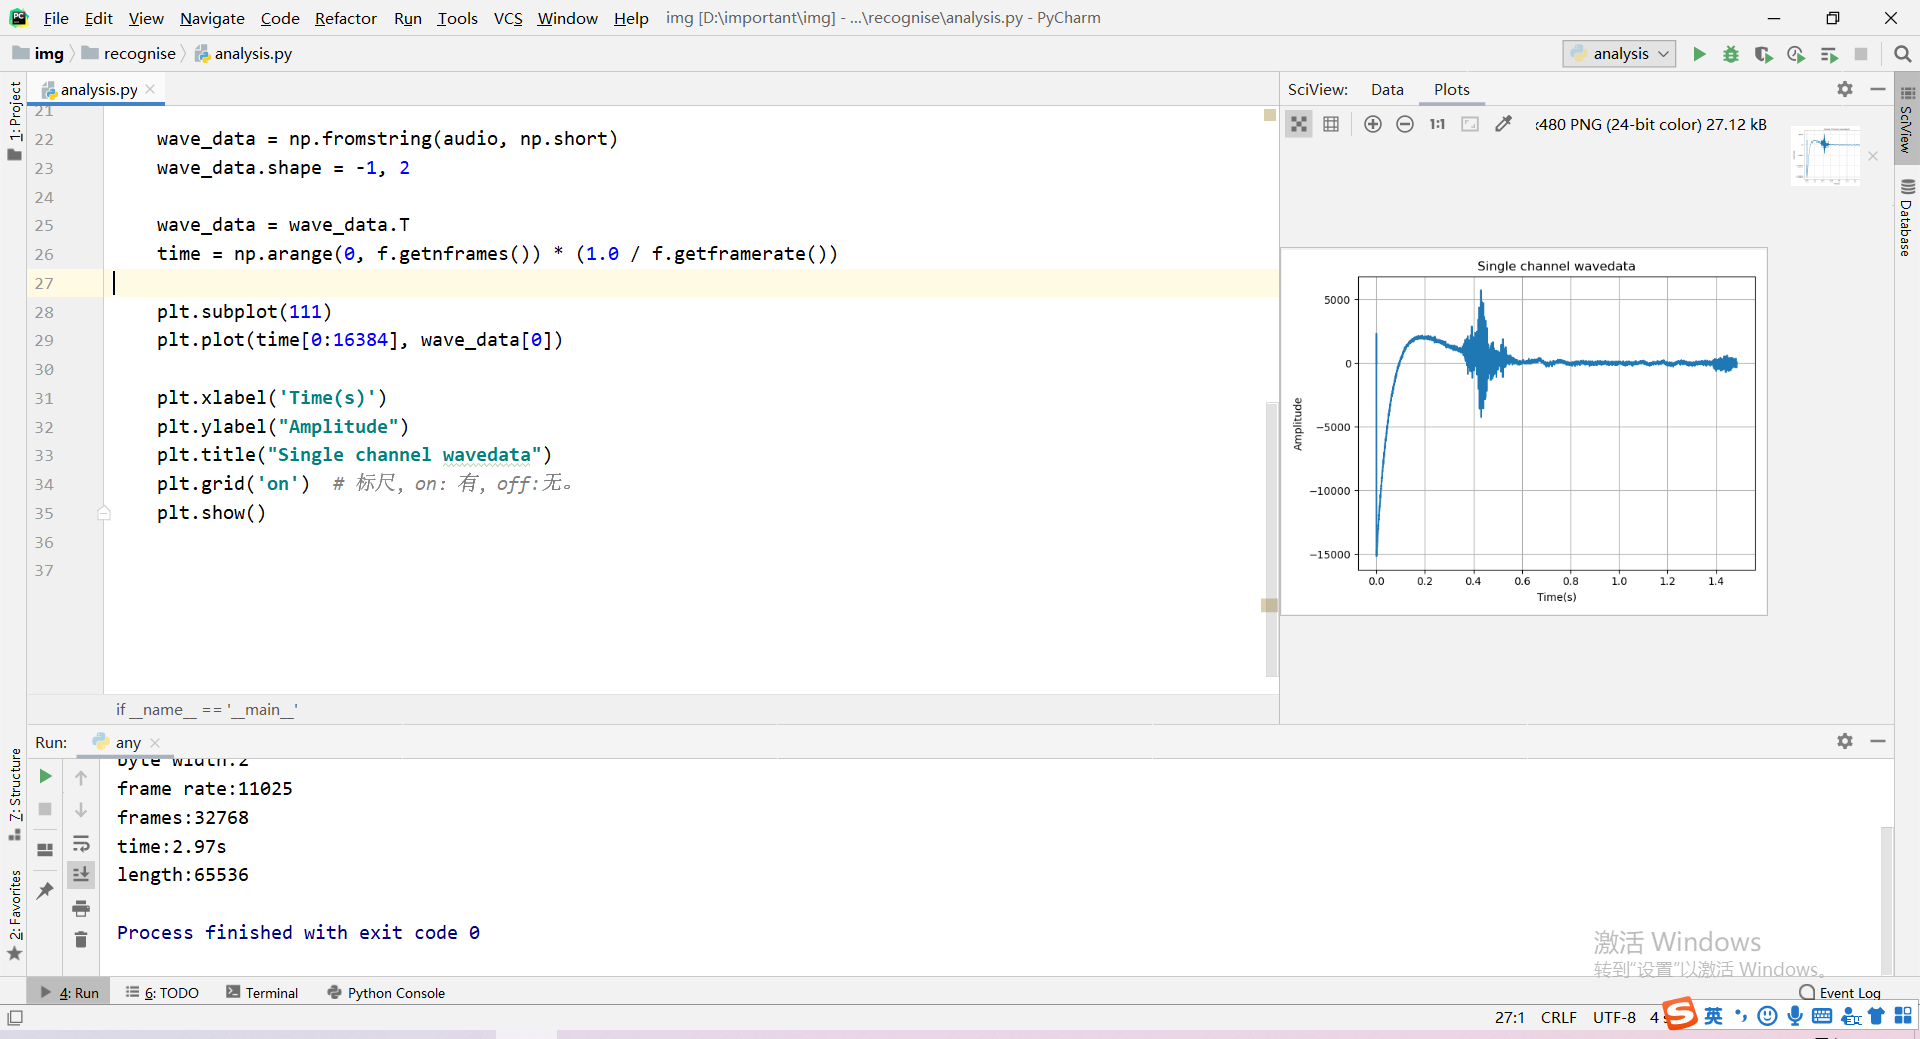 File Edit View Navigate Code Refactor Run Tools VCS Window Help img [D:\important\img] - ...\recognise\analysis.py - PyCharm
img recognise analysis.py
analysis
1: Project
analysis.py
SciView: Data Plots
21
22 wave_data = np.fromstring(audio, np.short)
23 wave_data.shape = -1, 2
24
25 wave_data = wave_data.T
26 time = np.arange(0, f.getnframes()) * (1.0 / f.getframerate())
27
28 plt.subplot(111)
29 plt.plot(time[0:16384], wave_data[0])
30
31 plt.xlabel('Time(s)')
32 plt.ylabel("Amplitude")
33 plt.title("Single channel wavedata")
34 plt.grid('on') # 标尺, on: 有, off:无。
35 plt.show()
36
37
if __name__ == '__main__'
1:1
480 PNG (24-bit color) 27.12 kB
Single channel wavedata
5000
0
−5000
−10000
−15000
Amplitude
0.0 0.2 0.4 0.6 0.8 1.0 1.2 1.4
Time(s)
SciView
Database
Run: any
byte width:2
frame rate:11025
frames:32768
time:2.97s
length:65536
Process finished with exit code 0
7: Structure
2: Favorites
激活 Windows
转到"设置"以激活 Windows。
4: Run 6: TODO Terminal Python Console Event Log
27:1 CRLF UTF-8 4 英